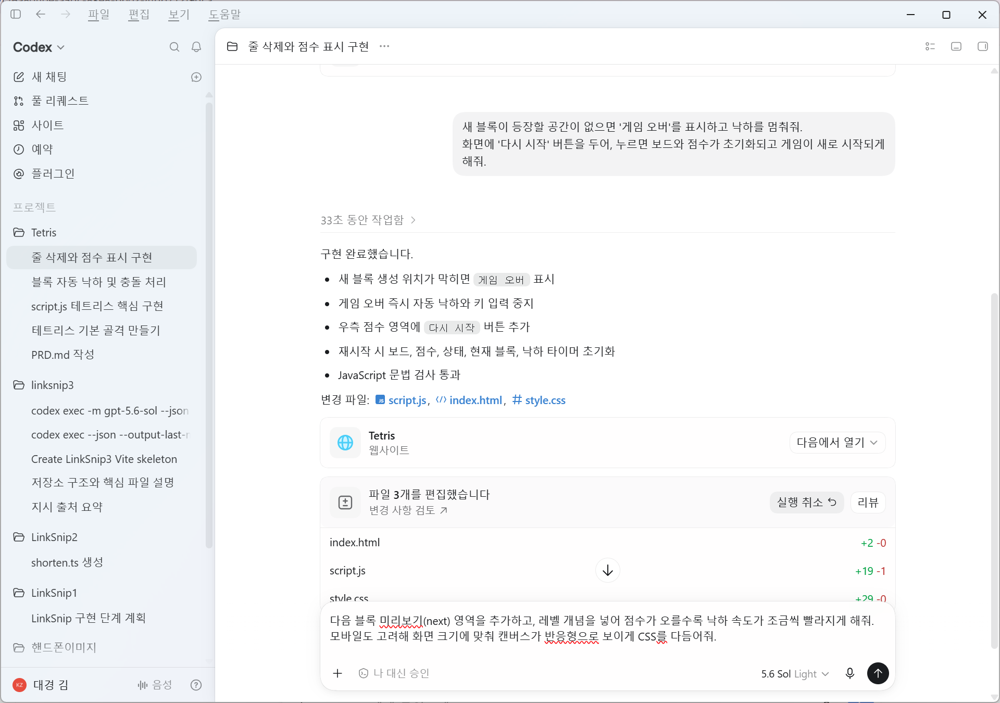 파일 편집 보기 도움말
Codex
새 채팅
풀 리퀘스트
사이트
예약
플러그인
프로젝트
Tetris
줄 삭제와 점수 표시 구현
블록 자동 낙하 및 충돌 처리
script.js 테트리스 핵심 구현
테트리스 기본 골격 만들기
PRD.md 작성
linksnip3
codex exec -m gpt-5.6-sol --json
codex exec --json --output-last-
Create LinkSnip3 Vite skeleton
저장소 구조와 핵심 파일 설명
지시 출처 요약
LinkSnip2
shorten.ts 생성
LinkSnip1
LinkSnip 구현 단계 계획
핸드폰이미지
KZ 대경 김 음성
줄 삭제와 점수 표시 구현
새 블록이 등장할 공간이 없으면 '게임 오버'를 표시하고 낙하를 멈춰줘.
화면에 '다시 시작' 버튼을 두어, 누르면 보드와 점수가 초기화되고 게임이 새로 시작되게
해줘.
33초 동안 작업함
구현 완료했습니다.
새 블록 생성 위치가 막히면 게임 오버 표시
게임 오버 즉시 자동 낙하와 키 입력 중지
우측 점수 영역에 다시 시작 버튼 추가
재시작 시 보드, 점수, 상태, 현재 블록, 낙하 타이머 초기화
JavaScript 문법 검사 통과
변경 파일: JS script.js, </> index.html, # style.css
Tetris
웹사이트
다음에서 열기
파일 3개를 편집했습니다
변경 사항 검토
실행 취소 리뷰
index.html +2 -0
script.js +19 -1
style.css +29 -0
다음 블록 미리보기(next) 영역을 추가하고, 레벨 개념을 넣어 점수가 오를수록 낙하 속도가 조금씩 빨라지게 해줘.
모바일도 고려해 화면 크기에 맞춰 캔버스가 반응형으로 보이게 CSS를 다듬어줘.
나 대신 승인
5.6 Sol Light